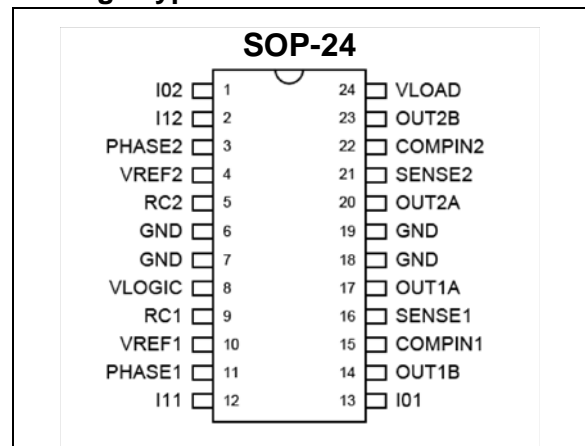 SOP-24
I02 1 24 VLOAD
I12 2 23 OUT2B
PHASE2 3 22 COMPIN2
VREF2 4 21 SENSE2
RC2 5 20 OUT2A
GND 6 19 GND
GND 7 18 GND
VLOGIC 8 17 OUT1A
RC1 9 16 SENSE1
VREF1 10 15 COMPIN1
PHASE1 11 14 OUT1B
I11 12 13 I01